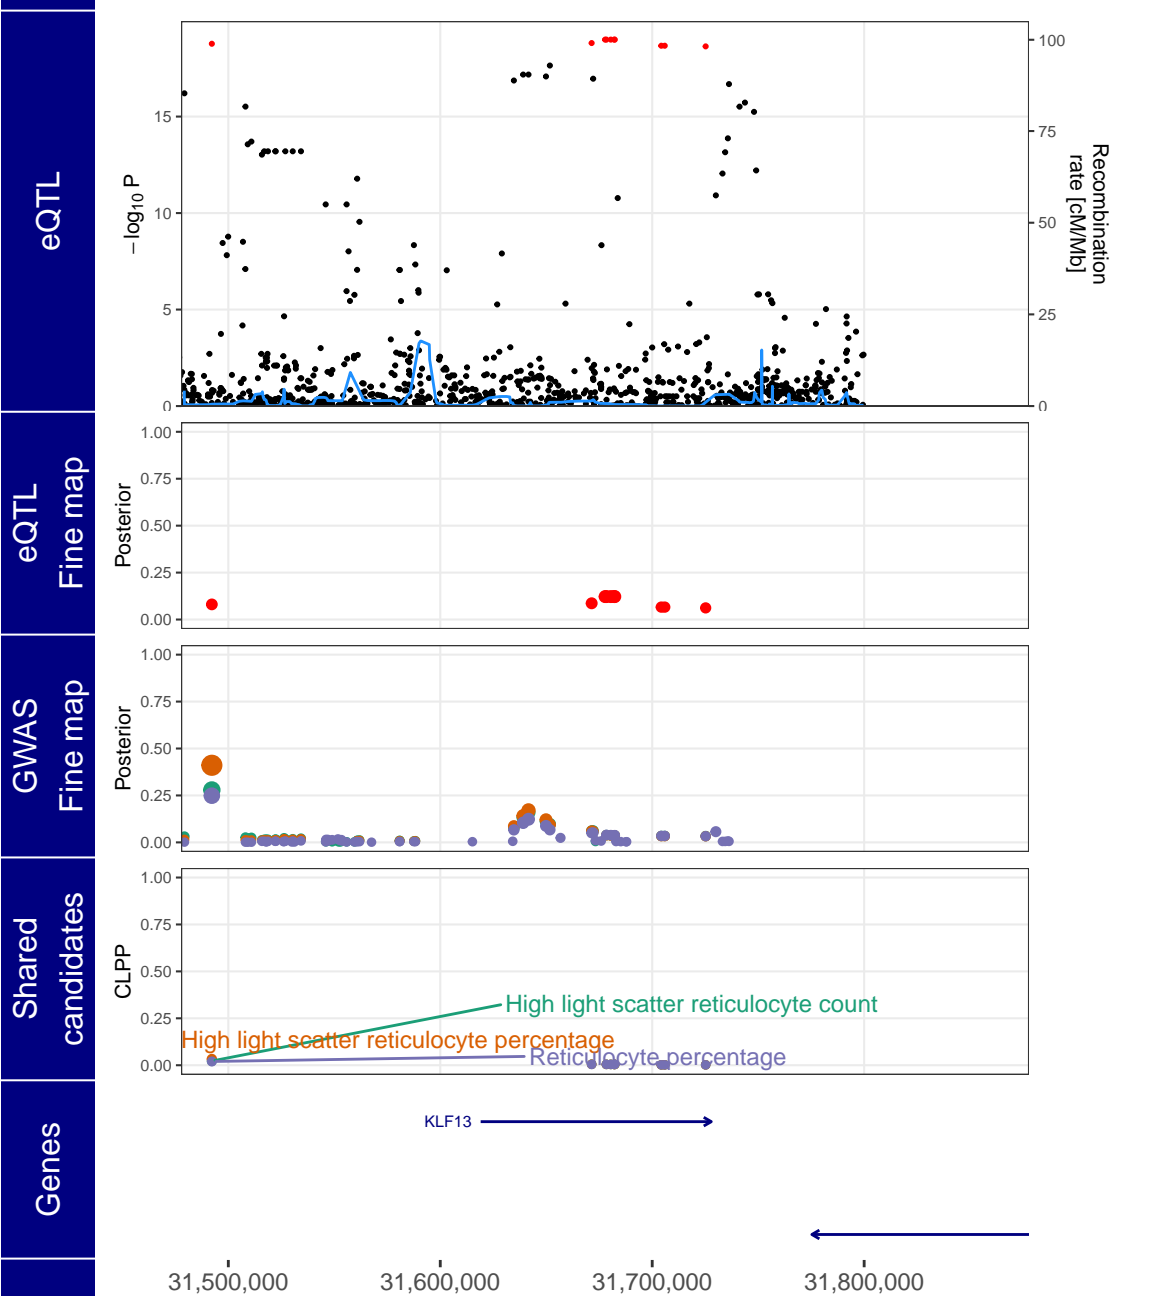 eQTL
−log10 P
15
10
5
0
100
75
50
25
0
Recombination
rate [cM/Mb]
eQTL
Fine map
Posterior
1.00
0.75
0.50
0.25
0.00
GWAS
Fine map
Posterior
1.00
0.75
0.50
0.25
0.00
Shared
candidates
CLPP
1.00
0.75
0.50
0.25
0.00
High light scatter reticulocyte count
High light scatter reticulocyte percentage
Reticulocyte percentage
Genes
KLF13
31,500,000
31,600,000
31,700,000
31,800,000